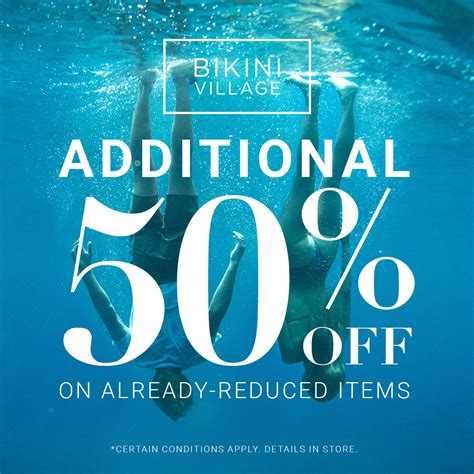 BIKINI
VILLAGE
ADDITIONAL
50%
OFF
ON ALREADY-REDUCED ITEMS
*CERTAIN CONDITIONS APPLY. DETAILS IN STORE.